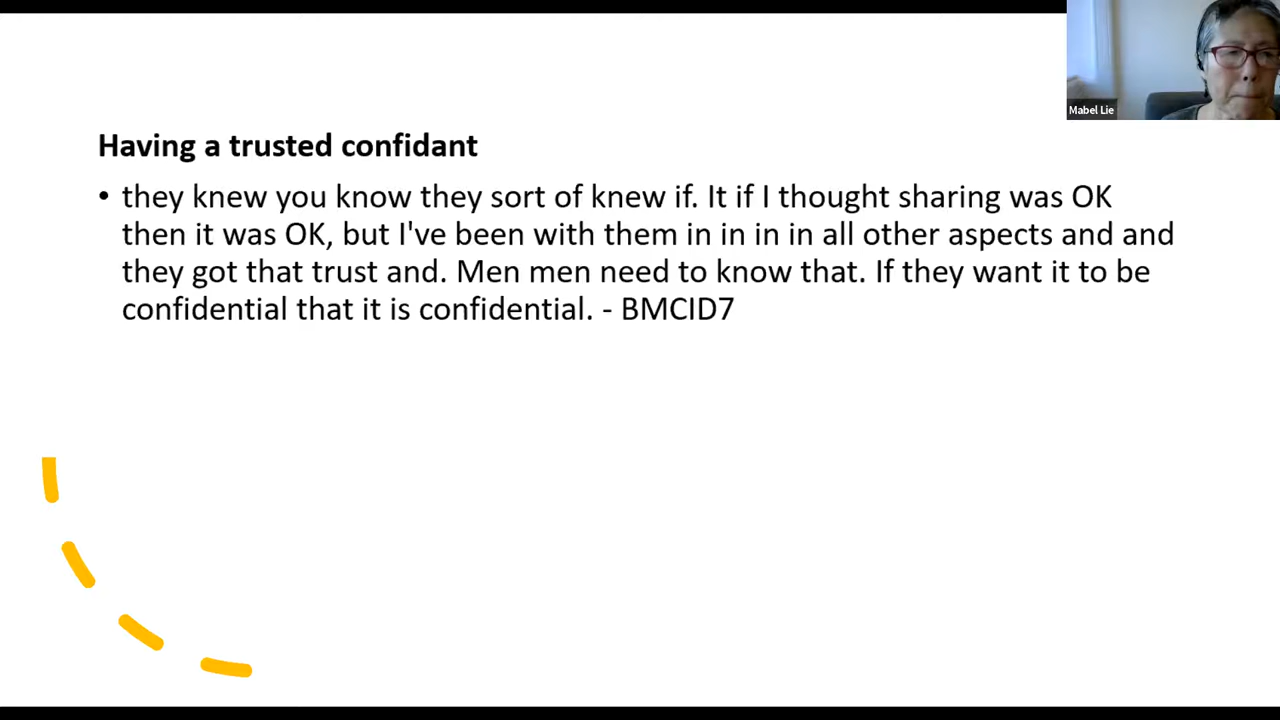 Mabel Lie
Having a trusted confidant
• they knew you know they sort of knew if. It if I thought sharing was OK
then it was OK, but I've been with them in in in in all other aspects and and
they got that trust and. Men men need to know that. If they want it to be
confidential that it is confidential. - BMCID7